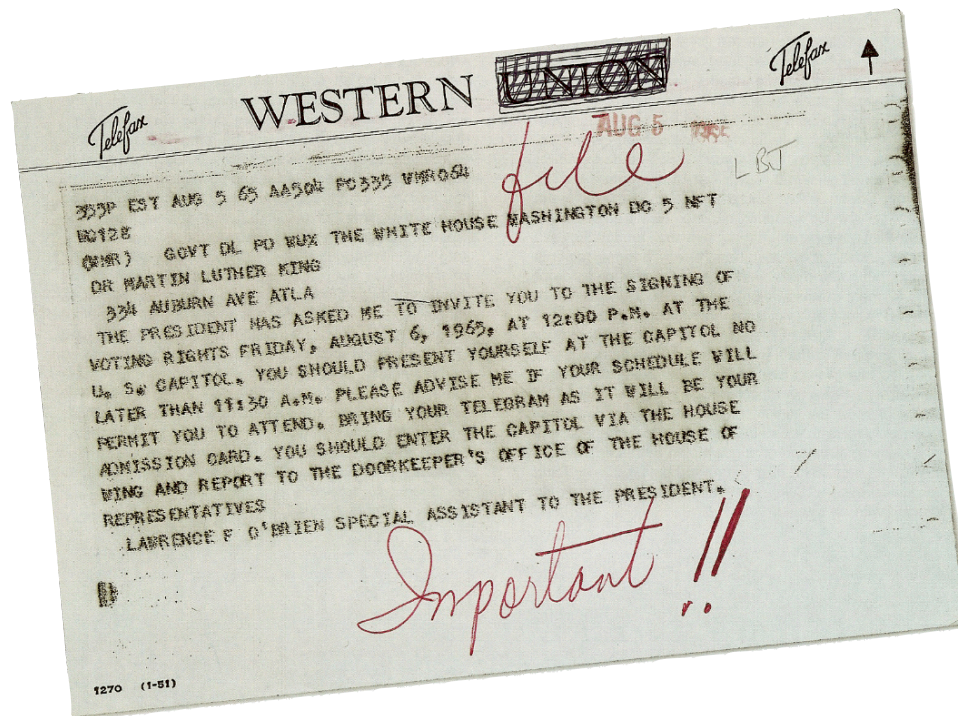 Telefax WESTERN UNION Telefax
AUG 5
file
LBJ
353P EST AUG 5 65 AA504 PC335 WMR064
WC128
(WMR) GOVT DL PD WUX THE WHITE HOUSE WASHINGTON DC 5 NFT
DR MARTIN LUTHER KING
334 AUBURN AVE ATLA
THE PRESIDENT HAS ASKED ME TO INVITE YOU TO THE SIGNING OF
VOTING RIGHTS FRIDAY, AUGUST 6, 1965, AT 12:00 P.M. AT THE
U. S. CAPITOL. YOU SHOULD PRESENT YOURSELF AT THE CAPITOL NO
LATER THAN 11:30 A.M. PLEASE ADVISE ME IF YOUR SCHEDULE WILL
PERMIT YOU TO ATTEND. BRING YOUR TELEGRAM AS IT WILL BE YOUR
ADMISSION CARD. YOU SHOULD ENTER THE CAPITOL VIA THE HOUSE
WING AND REPORT TO THE DOORKEEPER'S OFFICE OF THE HOUSE OF
REPRESENTATIVES
LAWRENCE F O'BRIEN SPECIAL ASSISTANT TO THE PRESIDENT.
Important !!
1270 (1-51)